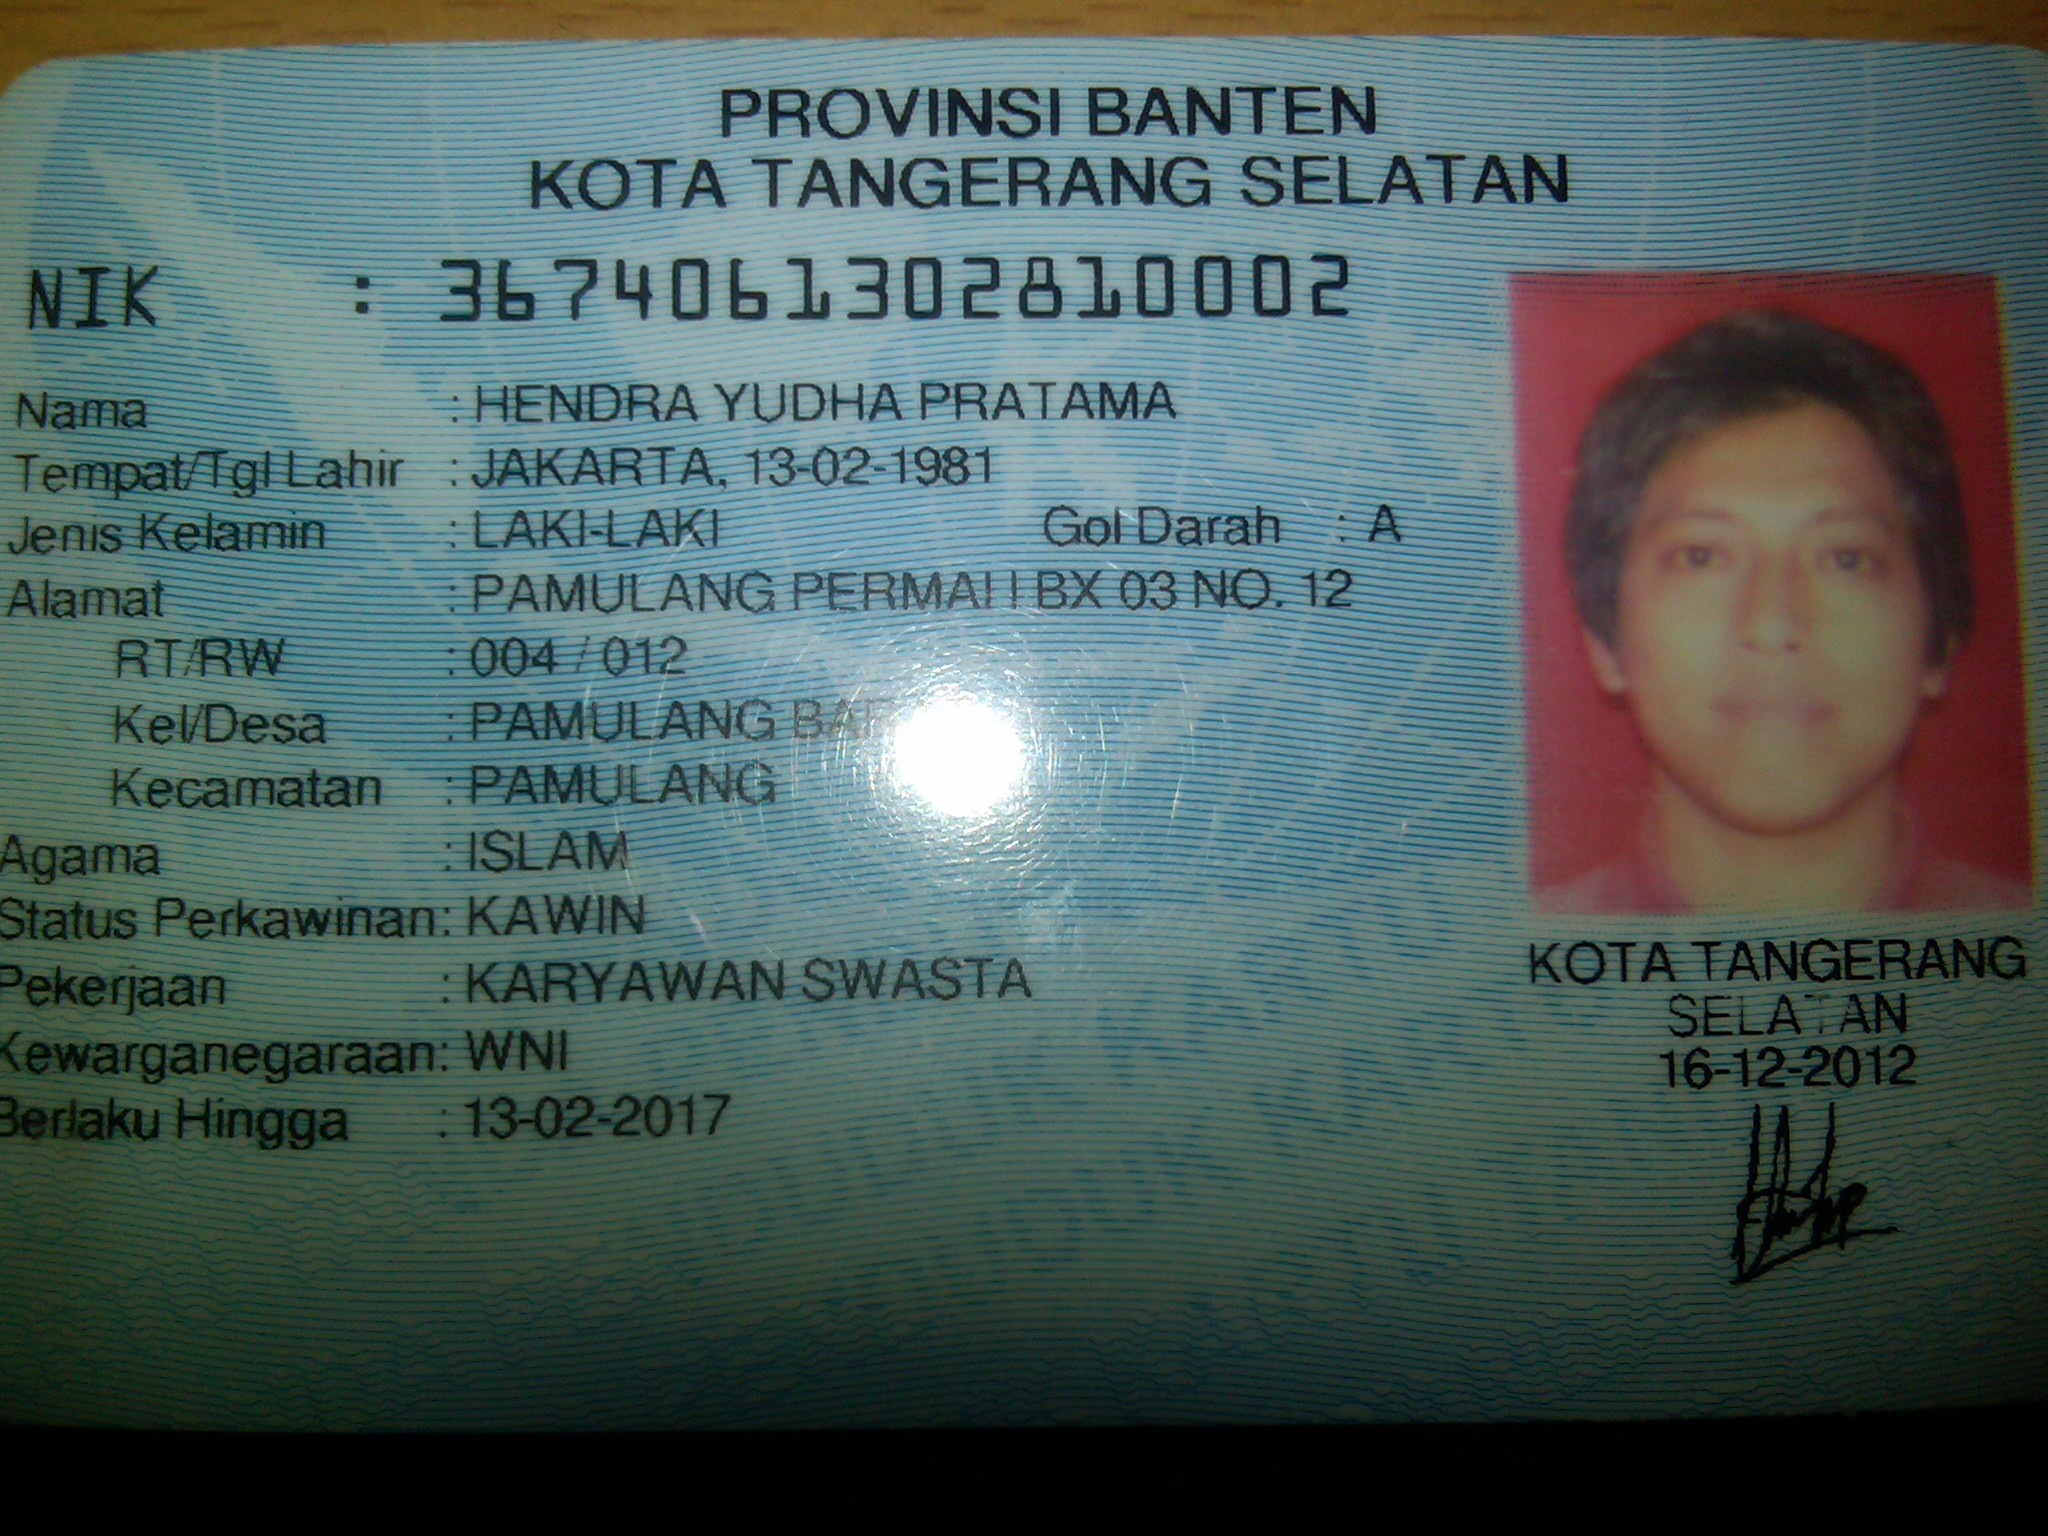 PROVINSI BANTEN
KOTA TANGERANG SELATAN
NIK : 3674061302810002
Nama : HENDRA YUDHA PRATAMA
Tempat/Tgl Lahir : JAKARTA, 13-02-1981
Jenis Kelamin : LAKI-LAKI Gol Darah : A
Alamat : PAMULANG BX 03 NO. 12
RT/RW : 004 / 012
Kel/Desa : PAMULANG
Kecamatan : PAMULANG
Agama : ISLAM
Status Perkawinan : KAWIN
Pekerjaan : KARYAWAN SWASTA
Kewarganegaraan : WNI
Berlaku Hingga : 13-02-2017
KOTA TANGERANG
SELATAN
16-12-2012